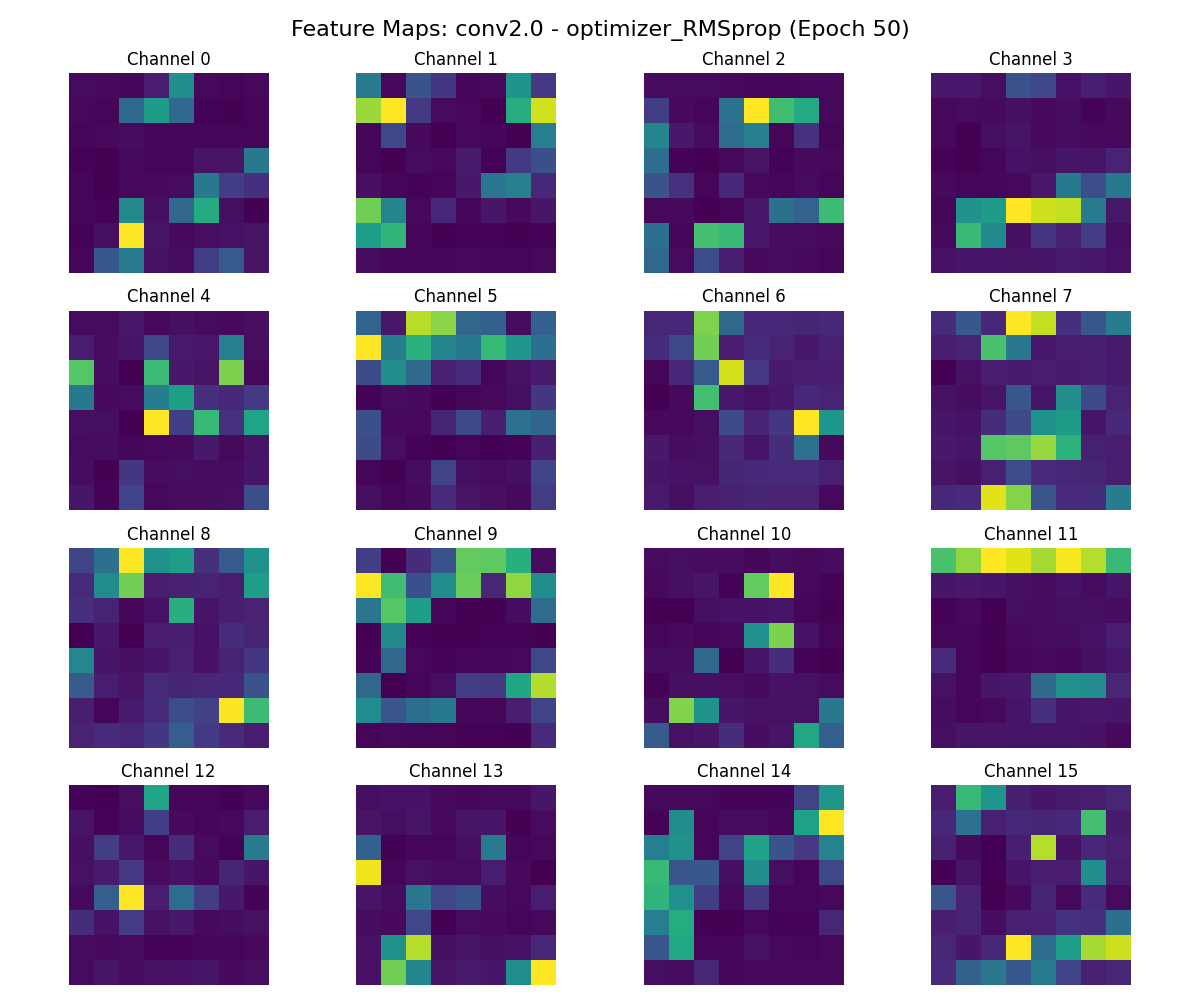 Feature Maps: conv2.0 - optimizer_RMSprop (Epoch 50)
Channel 0
Channel 1
Channel 2
Channel 3
Channel 4
Channel 5
Channel 6
Channel 7
Channel 8
Channel 9
Channel 10
Channel 11
Channel 12
Channel 13
Channel 14
Channel 15